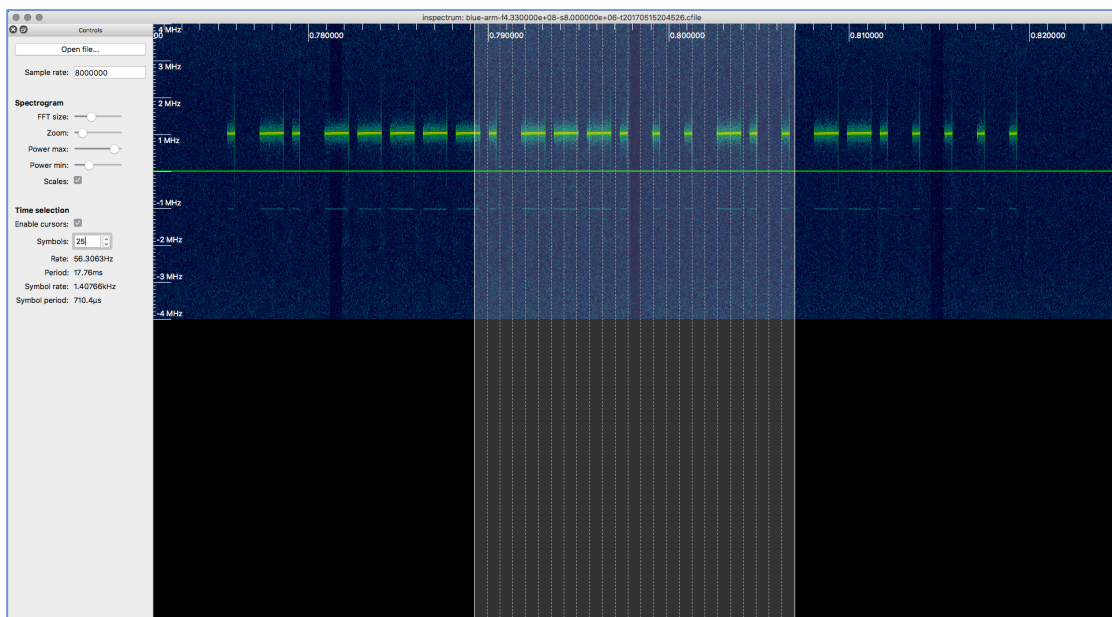 inspectrum: blue-arm-f4.330000e+08-s8.000000e+06-t20170515204526.cfile
Controls
Open file...
Sample rate: 8000000
Spectrogram
FFT size:
Zoom:
Power max:
Power min:
Scales:
Time selection
Enable cursors:
Symbols: 25
Rate: 56.3063Hz
Period: 17.76ms
Symbol rate: 1.40766kHz
Symbol period: 710.4µs
0.780000 0.790000 0.800000 0.810000 0.820000
4 MHz
3 MHz
2 MHz
1 MHz
-1 MHz
-2 MHz
-3 MHz
-4 MHz